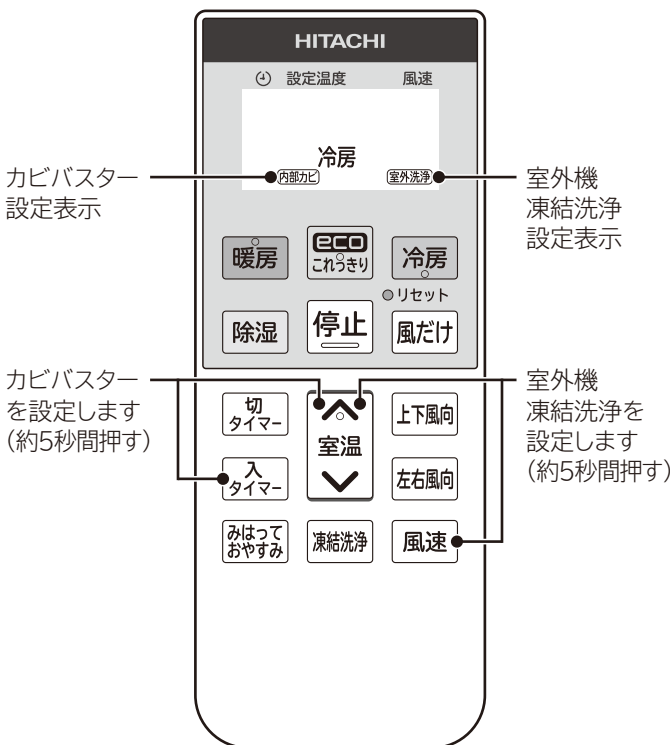 HITACHI
設定温度 風速
冷房
内部カビ 室外洗浄
カビバスター
設定表示
室外機
凍結洗浄
設定表示
暖房
eco
これっきり
冷房
リセット
除湿
停止
風だけ
カビバスター
を設定します
(約5秒間押す)
室外機
凍結洗浄を
設定します
(約5秒間押す)
切
タイマー
室温
上下風向
入
タイマー
左右風向
みはって
おやすみ
凍結洗浄
風速